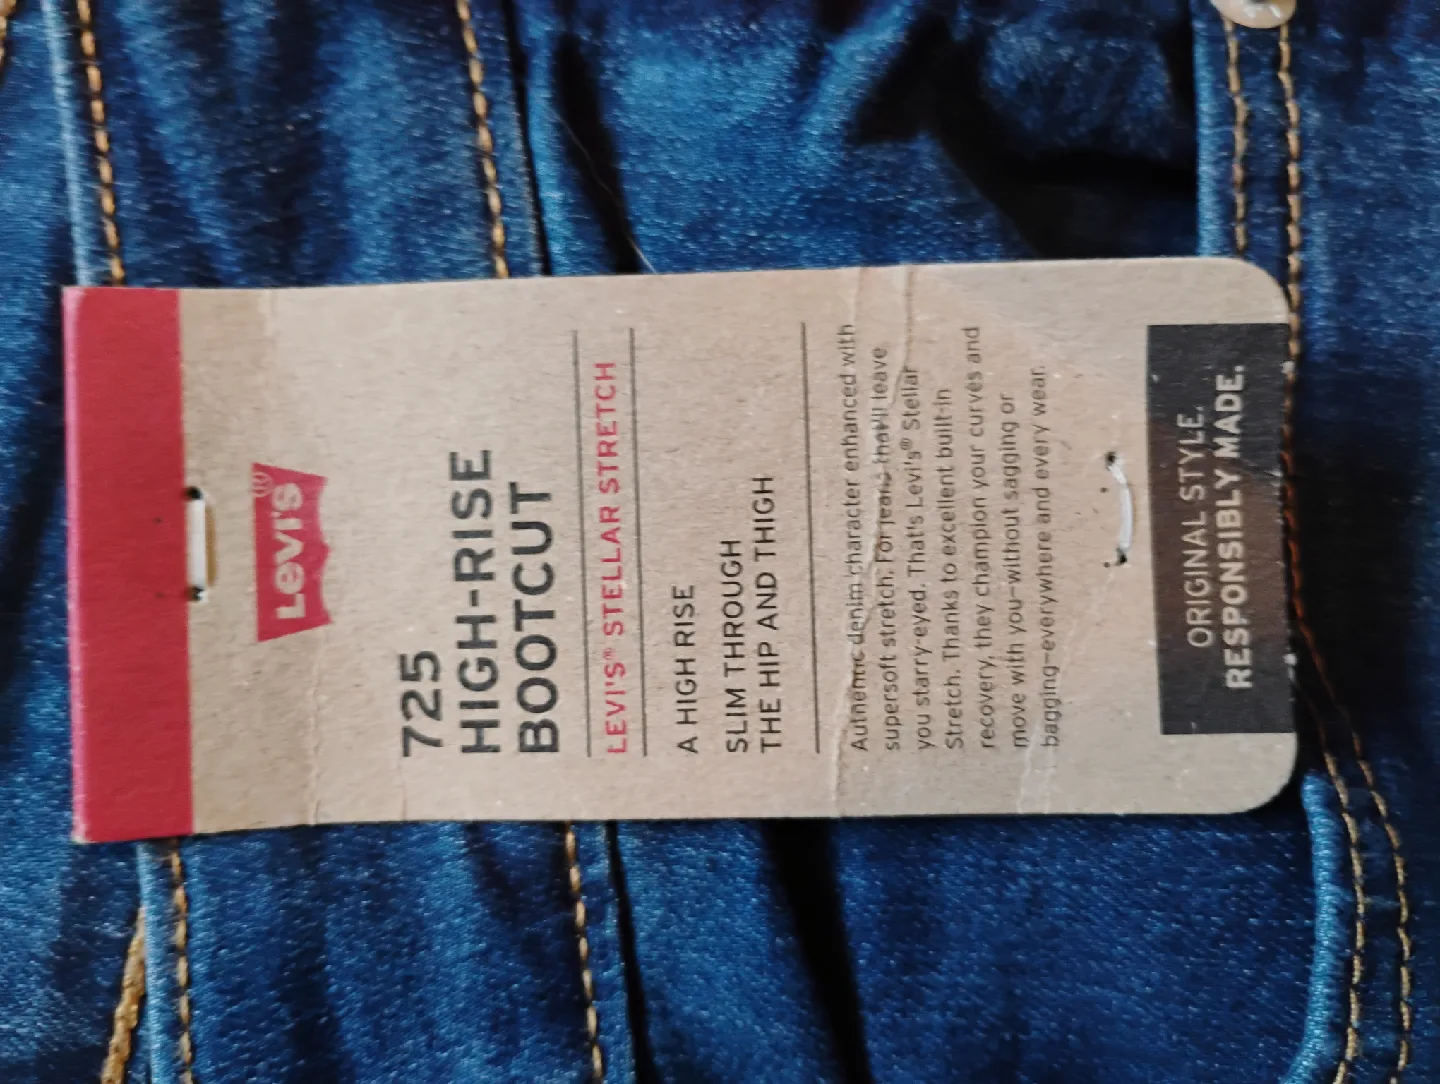 Levi's®
725
HIGH-RISE
BOOTCUT
LEVI'S® STELLAR STRETCH
A HIGH RISE
SLIM THROUGH
THE HIP AND THIGH
Authentic denim character enhanced with
supersoft stretch. For jeans that'll leave
you starry-eyed. That's Levi's® Stellar
Stretch. Thanks to excellent built-in
recovery, they champion your curves and
move with you–without sagging or
bagging–everywhere and every wear.
ORIGINAL STYLE.
RESPONSIBLY MADE.